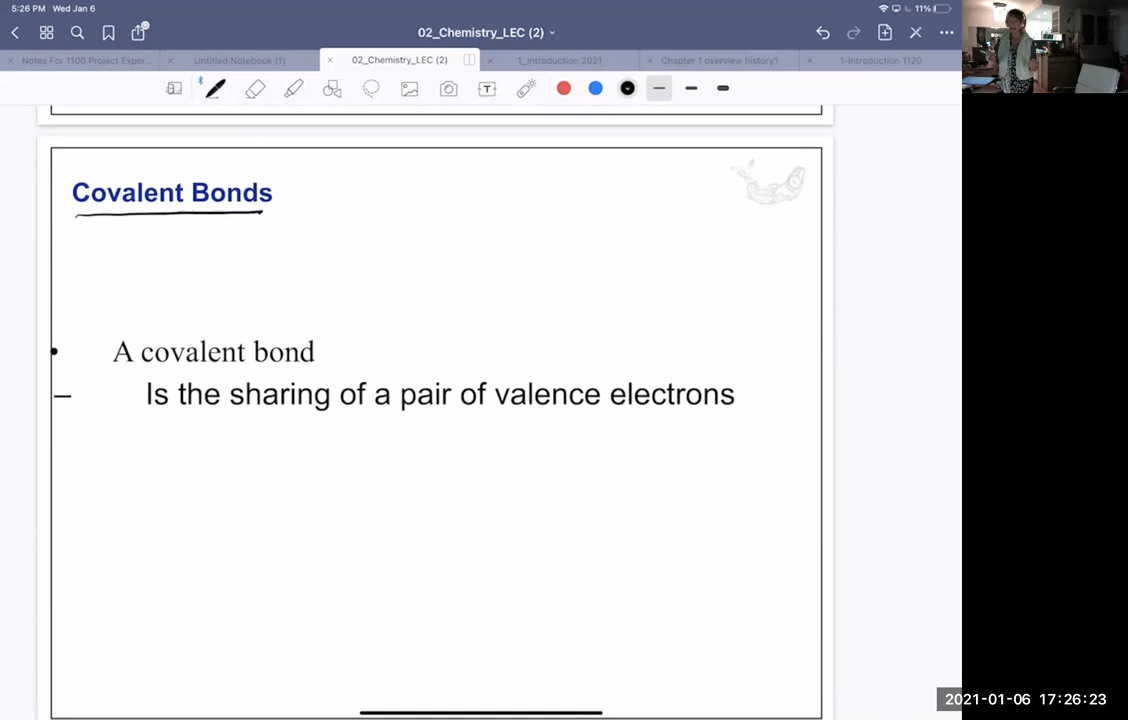 5:26 PM Wed Jan 6
11%
02_Chemistry_LEC (2)
Notes For 1100 Project Exper...
Untitled Notebook (1)
02_Chemistry_LEC (2)
1_Introduction 2021
Chapter 1 overview history1
1-Introduction 1120
T
Covalent Bonds
• A covalent bond
– Is the sharing of a pair of valence electrons
2021-01-06 17:26:23